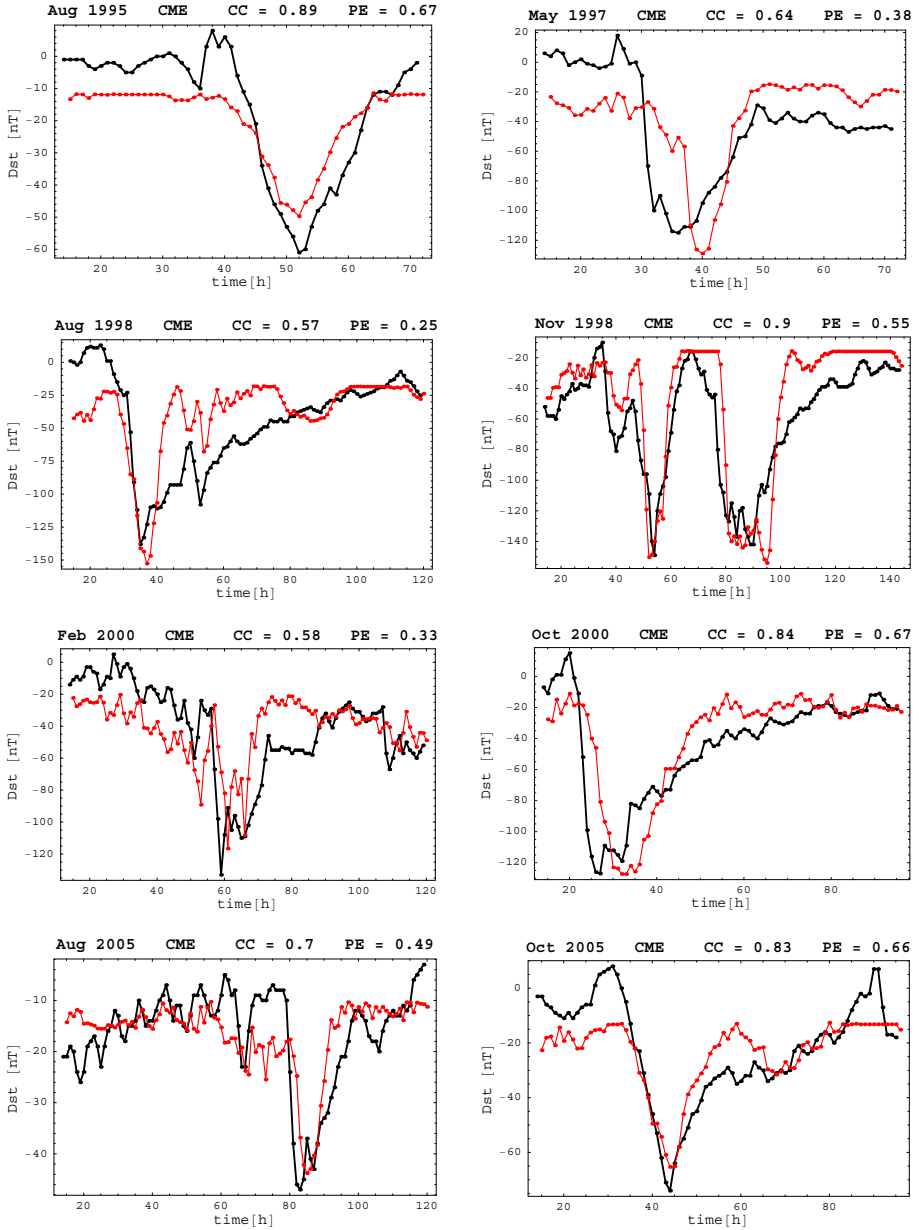 Aug 1995 CME CC = 0.89 PE = 0.67
0
-10
-20
-30
-40
-50
-60
Dst [nT]
20 30 40 50 60 70
time[h]
May 1997 CME CC = 0.64 PE = 0.38
20
0
-20
-40
-60
-80
-100
-120
Dst [nT]
20 30 40 50 60 70
time[h]
Aug 1998 CME CC = 0.57 PE = 0.25
0
-25
-50
-75
-100
-125
-150
Dst [nT]
20 40 60 80 100 120
time[h]
Nov 1998 CME CC = 0.9 PE = 0.55
-20
-40
-60
-80
-100
-120
-140
Dst [nT]
20 40 60 80 100 120 140
time[h]
Feb 2000 CME CC = 0.58 PE = 0.33
0
-20
-40
-60
-80
-100
-120
Dst [nT]
20 40 60 80 100 120
time[h]
Oct 2000 CME CC = 0.84 PE = 0.67
0
-20
-40
-60
-80
-100
-120
Dst [nT]
20 40 60 80
time[h]
Aug 2005 CME CC = 0.7 PE = 0.49
-10
-20
-30
-40
Dst [nT]
20 40 60 80 100 120
time[h]
Oct 2005 CME CC = 0.83 PE = 0.66
0
-20
-40
-60
Dst [nT]
20 40 60 80
time[h]